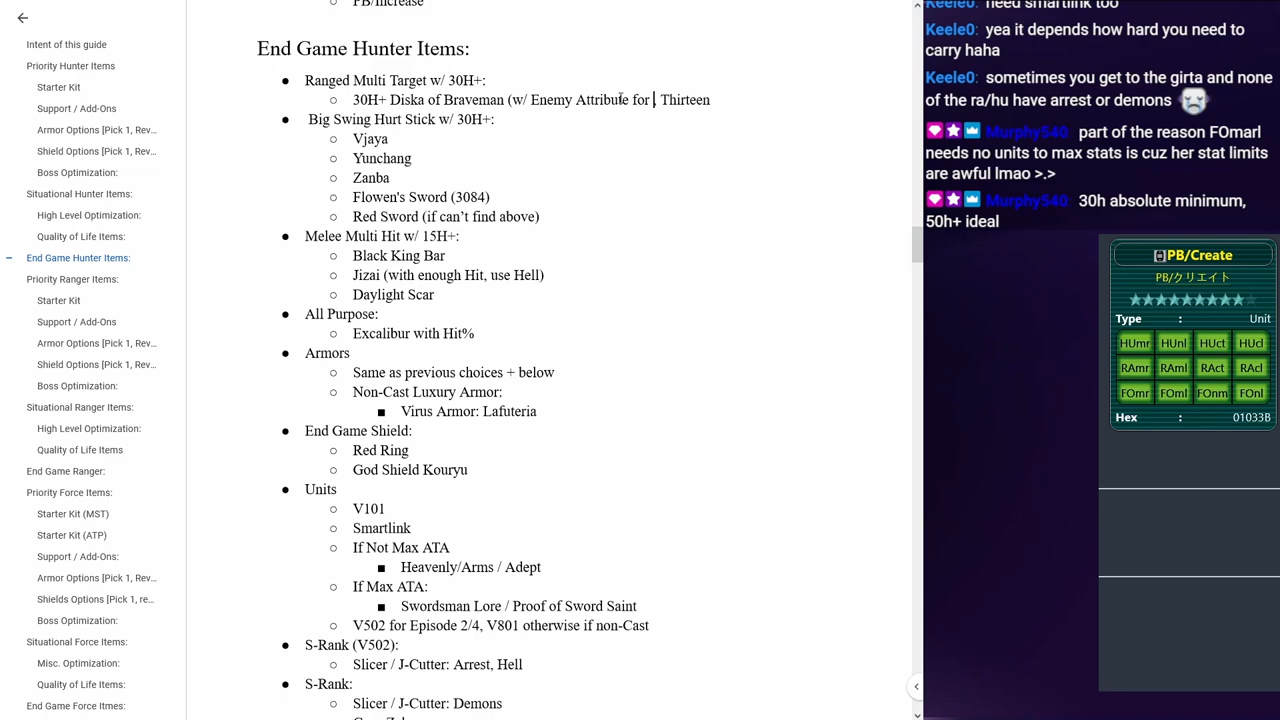 Intent of this guide
Priority Hunter Items
Starter Kit
Support / Add-Ons:
Armor Options [Pick 1, Rev...
Shield Options [Pick 1, Rev...
Boss Optimization:
Situational Hunter Items:
High Level Optimization:
Quality of Life Items:
End Game Hunter Items:
Priority Ranger Items:
Starter Kit
Support / Add-Ons:
Armor Options [Pick 1, Rev...
Shield Options [Pick 1, Rev...
Boss Optimization:
Situational Ranger Items:
High Level Optimization:
Quality of Life Items
End Game Ranger:
Priority Force Items:
Starter Kit (MST)
Starter Kit (ATP)
Support / Add-Ons:
Armor Options [Pick 1, Rev...
Shields Options [Pick 1, re...
Boss Optimization:
Situational Force Items:
Misc. Optimization:
Quality of Life Items:
End Game Force Itmes:
PB/Increase
End Game Hunter Items:
● Ranged Multi Target w/ 30H+:
○ 30H+ Diska of Braveman (w/ Enemy Attribute for , Thirteen
● Big Swing Hurt Stick w/ 30H+:
○ Vjaya
○ Yunchang
○ Zanba
○ Flowen's Sword (3084)
○ Red Sword (if can't find above)
● Melee Multi Hit w/ 15H+:
○ Black King Bar
○ Jizai (with enough Hit, use Hell)
○ Daylight Scar
● All Purpose:
○ Excalibur with Hit%
● Armors
○ Same as previous choices + below
○ Non-Cast Luxury Armor:
■ Virus Armor: Lafuteria
● End Game Shield:
○ Red Ring
○ God Shield Kouryu
● Units
○ V101
○ Smartlink
○ If Not Max ATA
■ Heavenly/Arms / Adept
○ If Max ATA:
■ Swordsman Lore / Proof of Sword Saint
○ V502 for Episode 2/4, V801 otherwise if non-Cast
● S-Rank (V502):
○ Slicer / J-Cutter: Arrest, Hell
● S-Rank:
○ Slicer / J-Cutter: Demons
Keele0: need smartlink too
Keele0: yea it depends how hard you need to
carry haha
Keele0: sometimes you get to the girta and none
of the ra/hu have arrest or demons
Murphy540: part of the reason FOmarl
needs no units to max stats is cuz her stat limits
are awful lmao >.>
Murphy540: 30h absolute minimum,
50h+ ideal
PB/Create
PB/クリエイト
★★★★★★★★★★
Type : Unit
HUmr HUnl HUct HUcl
RAmr RAml RAct RAcl
FOmr FOml FOnm FOnl
Hex : 01033B